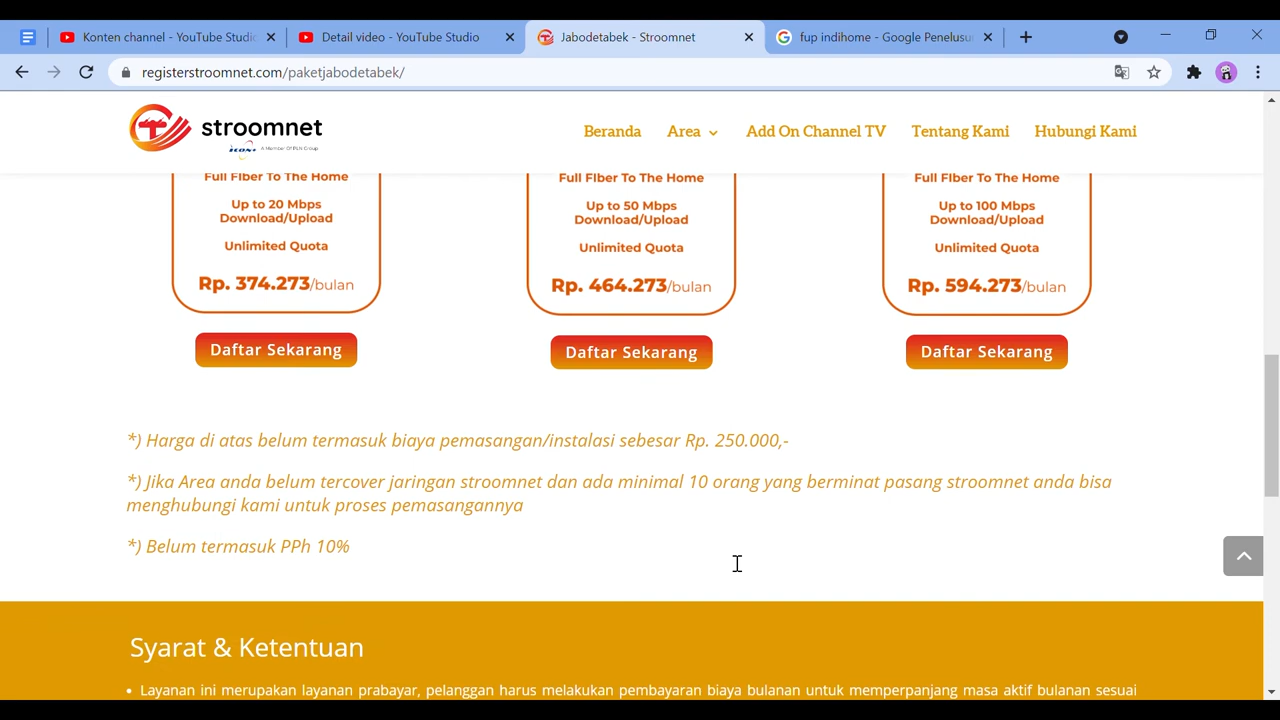 Konten channel - YouTube Studio
Detail video - YouTube Studio
Jabodetabek - Stroomnet
fup indihome - Google Penelusu
registerstroomnet.com/paketjabodetabek/
stroomnet
A Member Of PLN Group
Beranda
Area
Add On Channel TV
Tentang Kami
Hubungi Kami
Full FIber To The Home
Up to 20 Mbps
Download/Upload
Unlimited Quota
Rp. 374.273/bulan
Daftar Sekarang
Full FIber To The Home
Up to 50 Mbps
Download/Upload
Unlimited Quota
Rp. 464.273/bulan
Daftar Sekarang
Full FIber To The Home
Up to 100 Mbps
Download/Upload
Unlimited Quota
Rp. 594.273/bulan
Daftar Sekarang
*) Harga di atas belum termasuk biaya pemasangan/instalasi sebesar Rp. 250.000,-
*) Jika Area anda belum tercover jaringan stroomnet dan ada minimal 10 orang yang berminat pasang stroomnet anda bisa
menghubungi kami untuk proses pemasangannya
*) Belum termasuk PPh 10%
Syarat & Ketentuan
• Layanan ini merupakan layanan prabayar, pelanggan harus melakukan pembayaran biaya bulanan untuk memperpanjang masa aktif bulanan sesuai